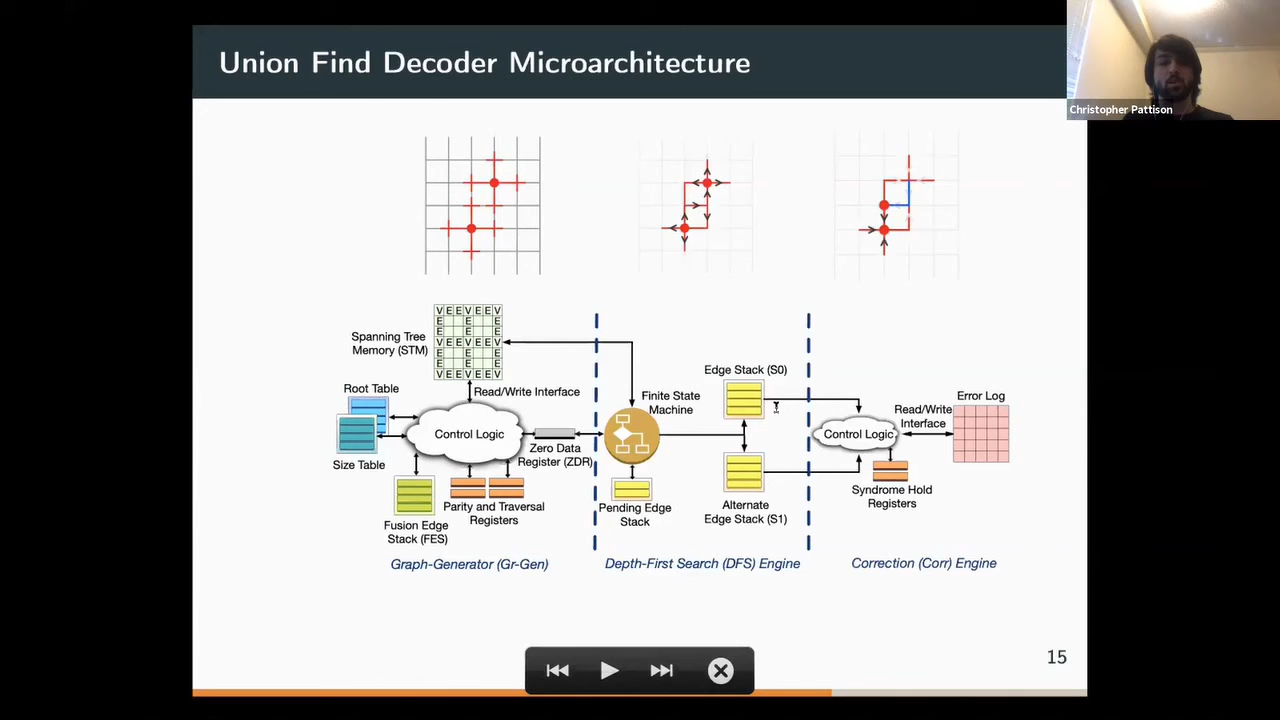 Union Find Decoder Microarchitecture
Christopher Pattison
V E E V E E V
E E E
E E E
V E E V E E V
E E E
E E E
V E E V E E V
Spanning Tree
Memory (STM)
Read/Write Interface
Root Table
Size Table
Control Logic
Zero Data
Register (ZDR)
Fusion Edge
Stack (FES)
Parity and Traversal
Registers
Finite State
Machine
Pending Edge
Stack
Edge Stack (S0)
Alternate
Edge Stack (S1)
Control Logic
Read/Write
Interface
Error Log
Syndrome Hold
Registers
Graph-Generator (Gr-Gen)
Depth-First Search (DFS) Engine
Correction (Corr) Engine
15